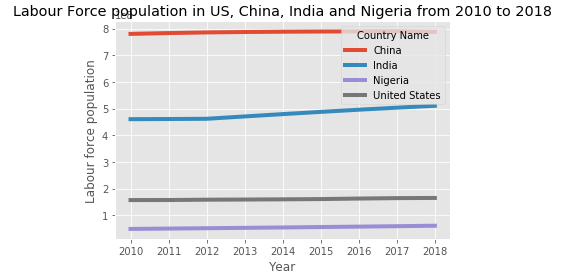 Labour Force population in US, China, India and Nigeria from 2010 to 2018
8
7
6
5
4
3
2
1
Labour force population
Country Name
China
India
Nigeria
United States
2010 2011 2012 2013 2014 2015 2016 2017 2018
Year